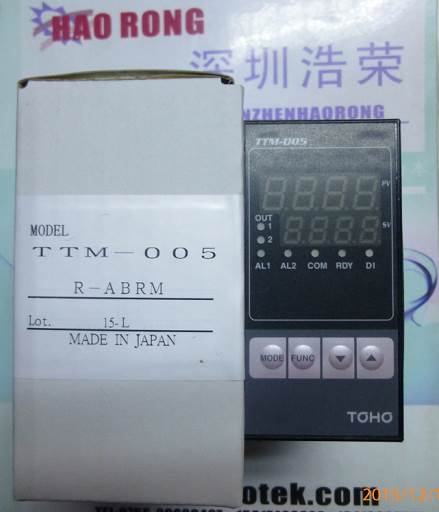 HAO RONG
深圳浩荣
NZHENHAORONG
MODEL
TTM-005
R-ABRM
Lot. 15-L
MADE IN JAPAN
TTM-005
PV
SV
OUT
1
2
AL1 AL2 COM RDY DI
MODE FUNC
TOHO
otek.com